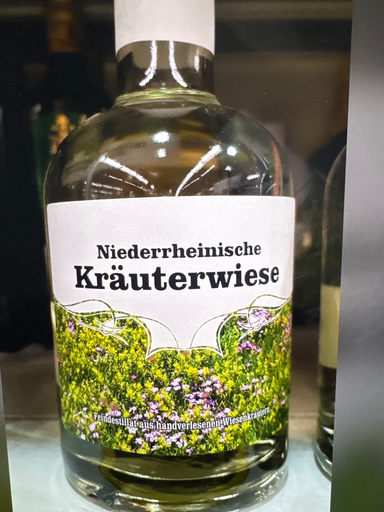 Niederrheinische
Kräuterwiese
Feindestillat aus handverlesenen Wiesenkräutern